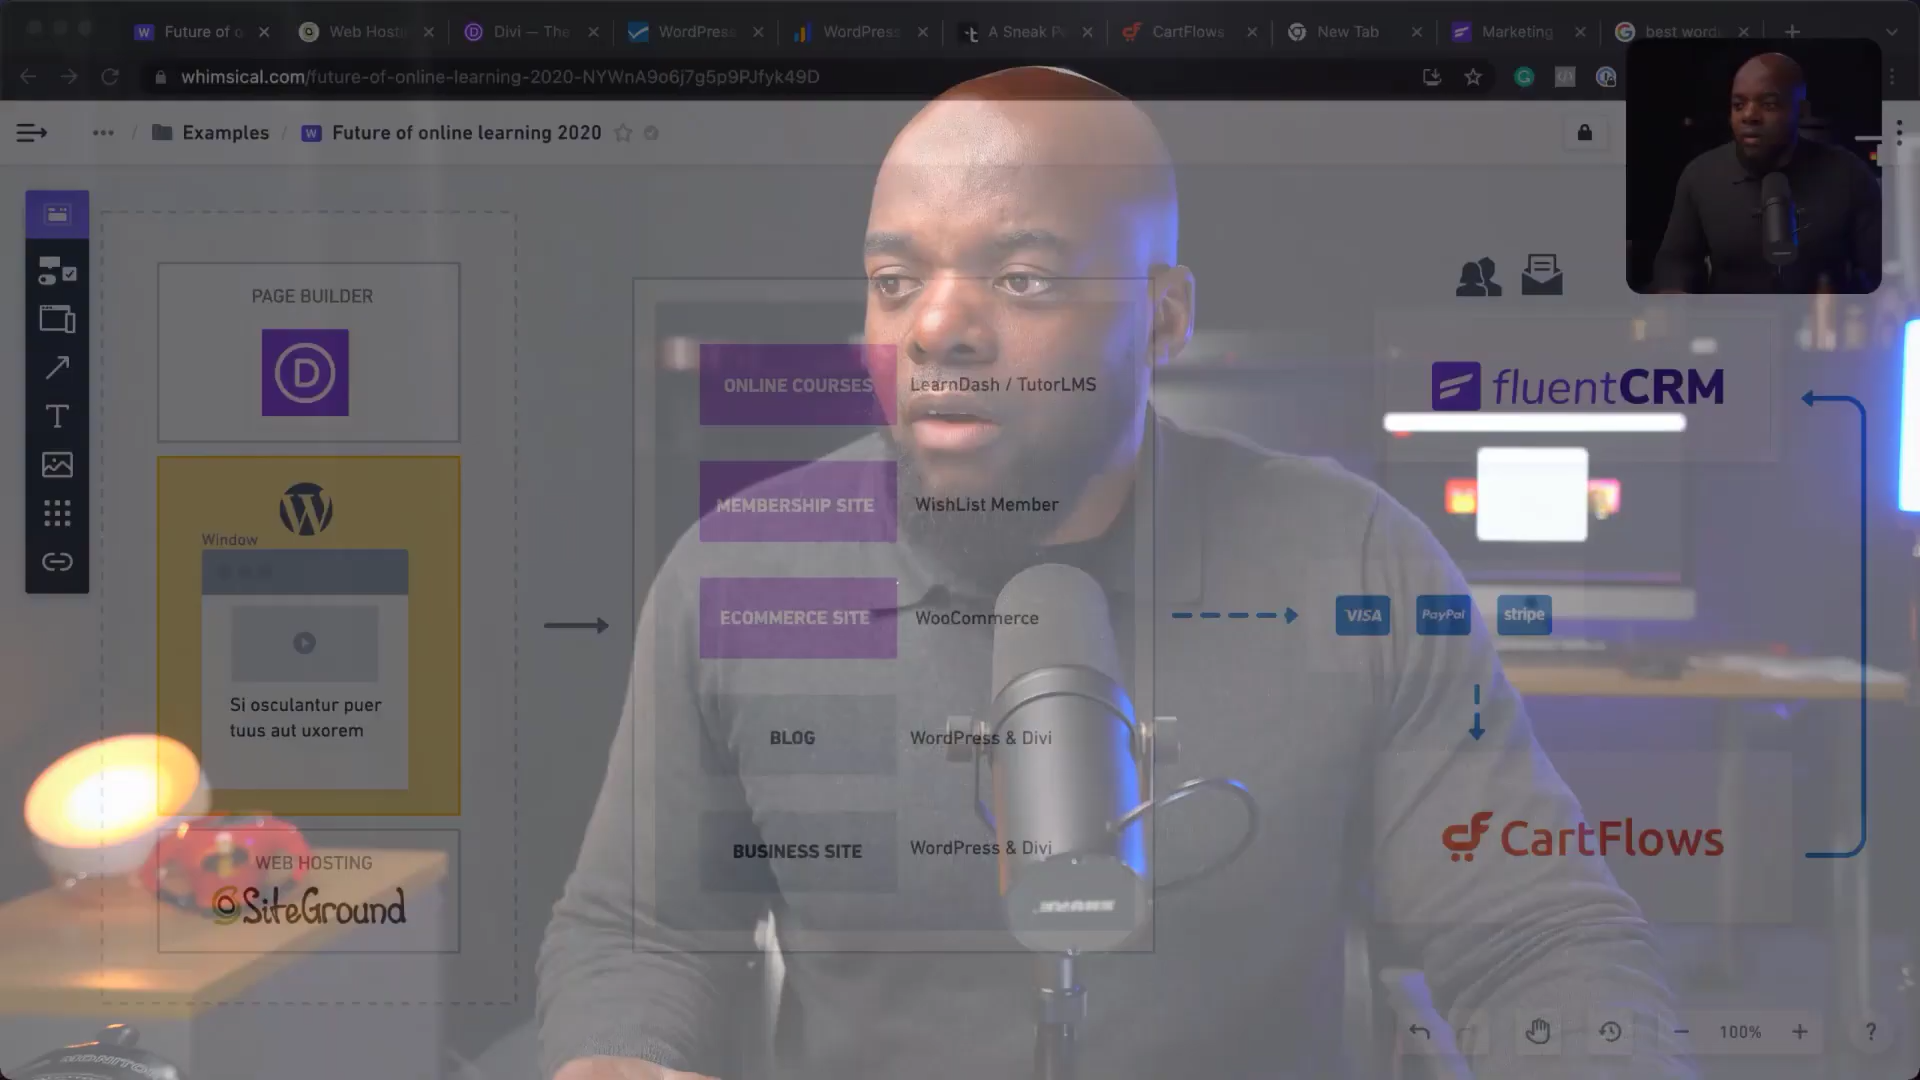 Future of o
Web Hosti
Divi — The
WordPress
WordPress
A Sneak P
CartFlows
New Tab
Marketing
best word
whimsical.com/future-of-online-learning-2020-NYWnA9o6j7g5p9PJfyk49D
Examples / Future of online learning 2020
PAGE BUILDER
D
Window
Si osculantur puer
tuus aut uxorem
WEB HOSTING
SiteGround
ONLINE COURSES LearnDash / TutorLMS
MEMBERSHIP SITE WishList Member
ECOMMERCE SITE WooCommerce
BLOG WordPress & Divi
BUSINESS SITE WordPress & Divi
fluentCRM
VISA PayPal stripe
CartFlows
100%
?